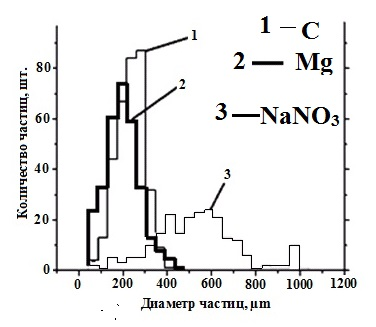 1 – C
2 — Mg
3 — NaNO₃
1
2
3
Количество частиц, шт.
80
60
40
20
0
0 200 400 600 800 1000 1200
Диаметр частиц, µm